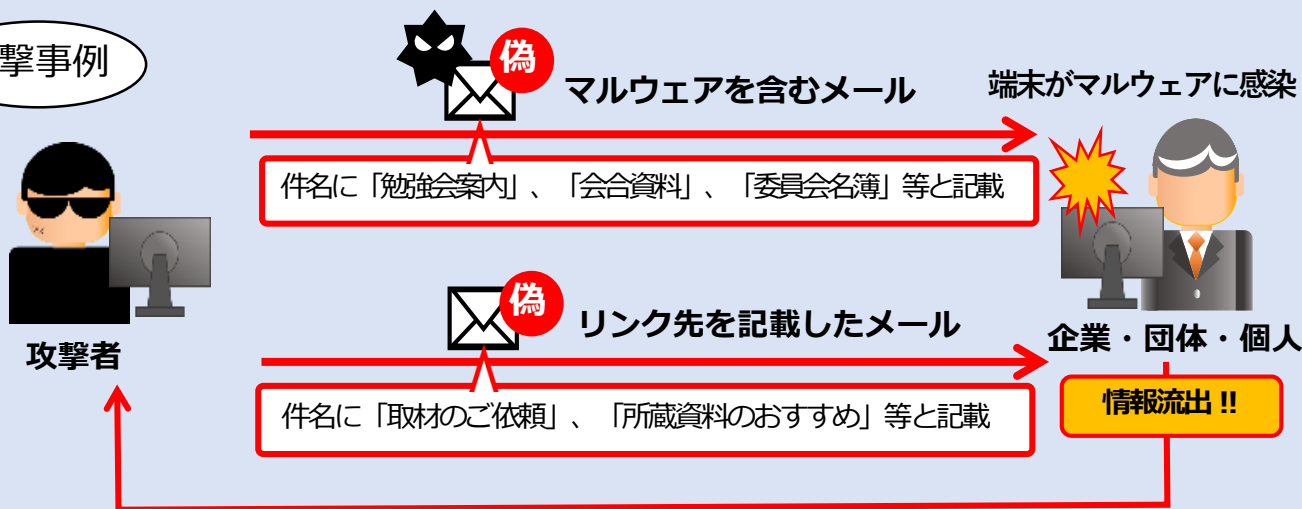 撃事例
偽
マルウェアを含むメール
端末がマルウェアに感染
件名に「勉強会案内」、「会合資料」、「委員会名簿」等と記載
偽
リンク先を記載したメール
攻撃者
企業・団体・個人
件名に「取材のご依頼」、「所蔵資料のおすすめ」等と記載
情報流出!!